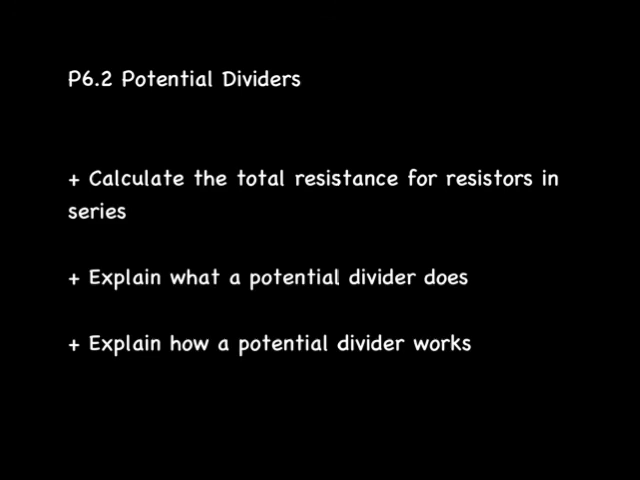 P6.2 Potential Dividers
+ Calculate the total resistance for resistors in
series
+ Explain what a potential divider does
+ Explain how a potential divider works